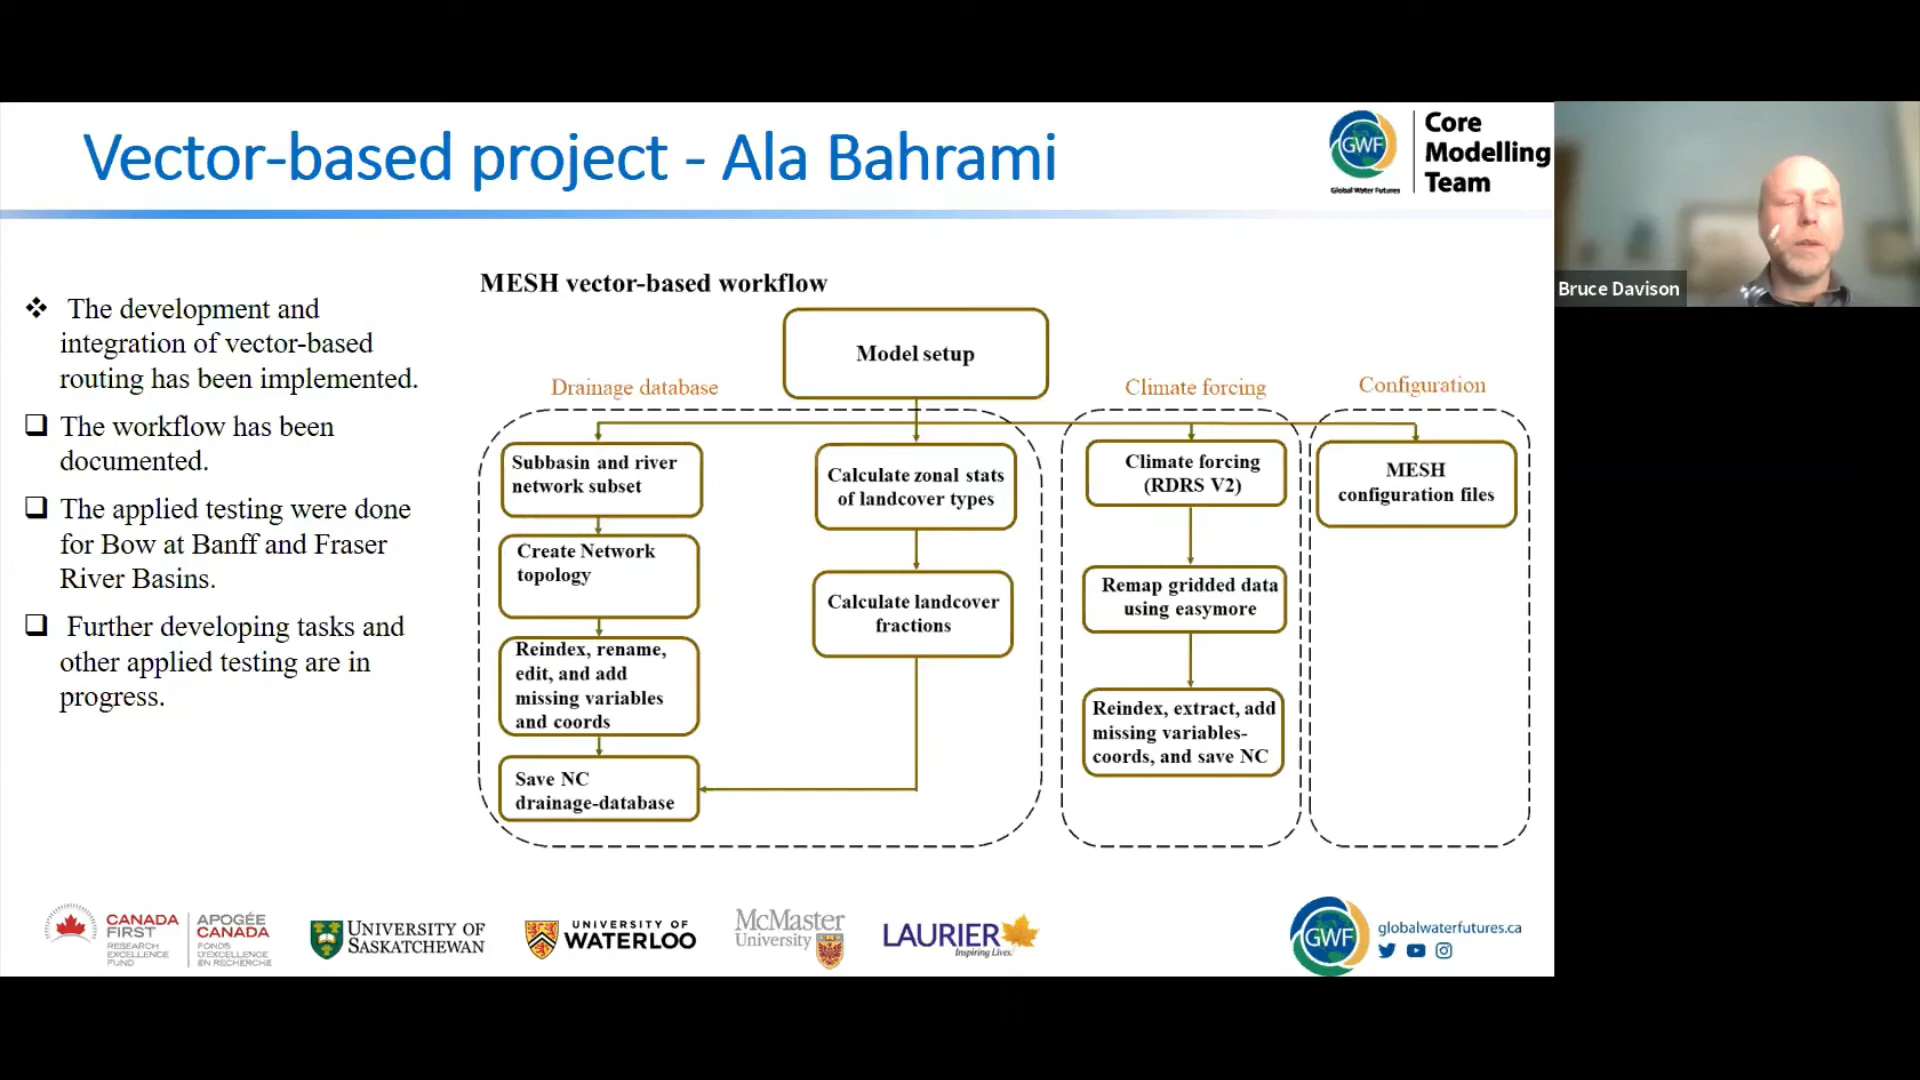 Vector-based project - Ala Bahrami
GWF
Global Water Futures
Core
Modelling
Team
Bruce Davison
The development and
integration of vector-based
routing has been implemented.
The workflow has been
documented.
The applied testing were done
for Bow at Banff and Fraser
River Basins.
Further developing tasks and
other applied testing are in
progress.
MESH vector-based workflow
Model setup
Drainage database
Climate forcing
Configuration
Subbasin and river
network subset
Create Network
topology
Reindex, rename,
edit, and add
missing variables
and coords
Save NC
drainage-database
Calculate zonal stats
of landcover types
Calculate landcover
fractions
Climate forcing
(RDRS V2)
Remap gridded data
using easymore
Reindex, extract, add
missing variables-
coords, and save NC
MESH
configuration files
CANADA
FIRST
RESEARCH
EXCELLENCE
FUND
APOGÉE
CANADA
FONDS
D'EXCELLENCE
EN RECHERCHE
UNIVERSITY OF
SASKATCHEWAN
UNIVERSITY OF
WATERLOO
McMaster
University
LAURIER
Inspiring Lives.
GWF
globalwaterfutures.ca